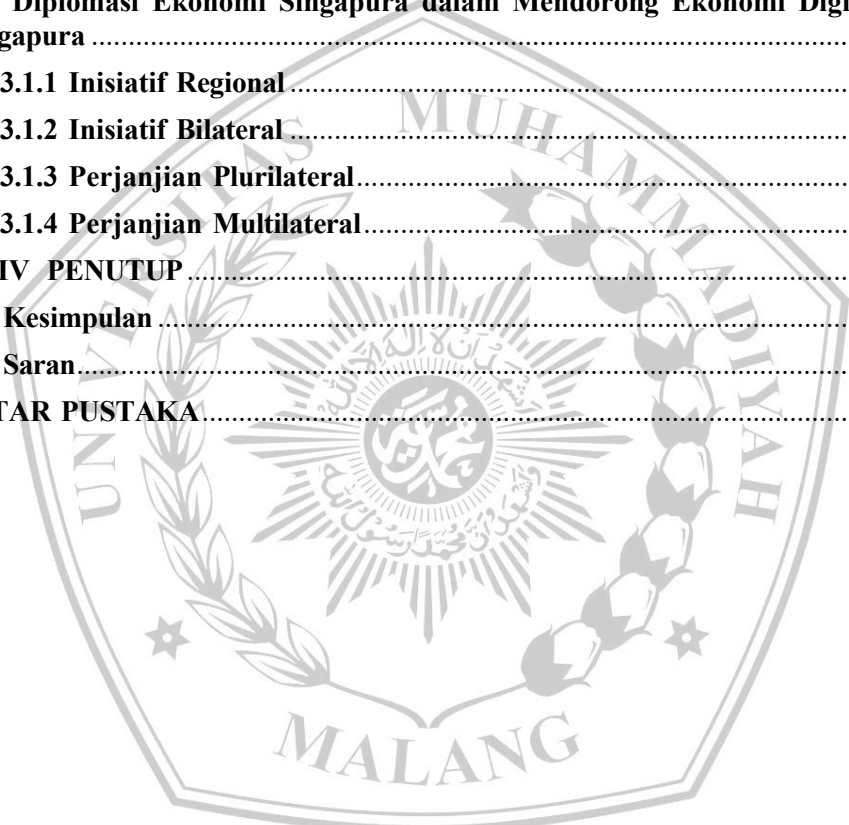 Diplomasi Ekonomi Singapura dalam Mendorong Ekonomi Digi
gapura
3.1.1 Inisiatif Regional
3.1.2 Inisiatif Bilateral
3.1.3 Perjanjian Plurilateral
3.1.4 Perjanjian Multilateral
IV PENUTUP
Kesimpulan
Saran
TAR PUSTAKA
UNIVERSITAS MUHAMMADIYAH
MALANG